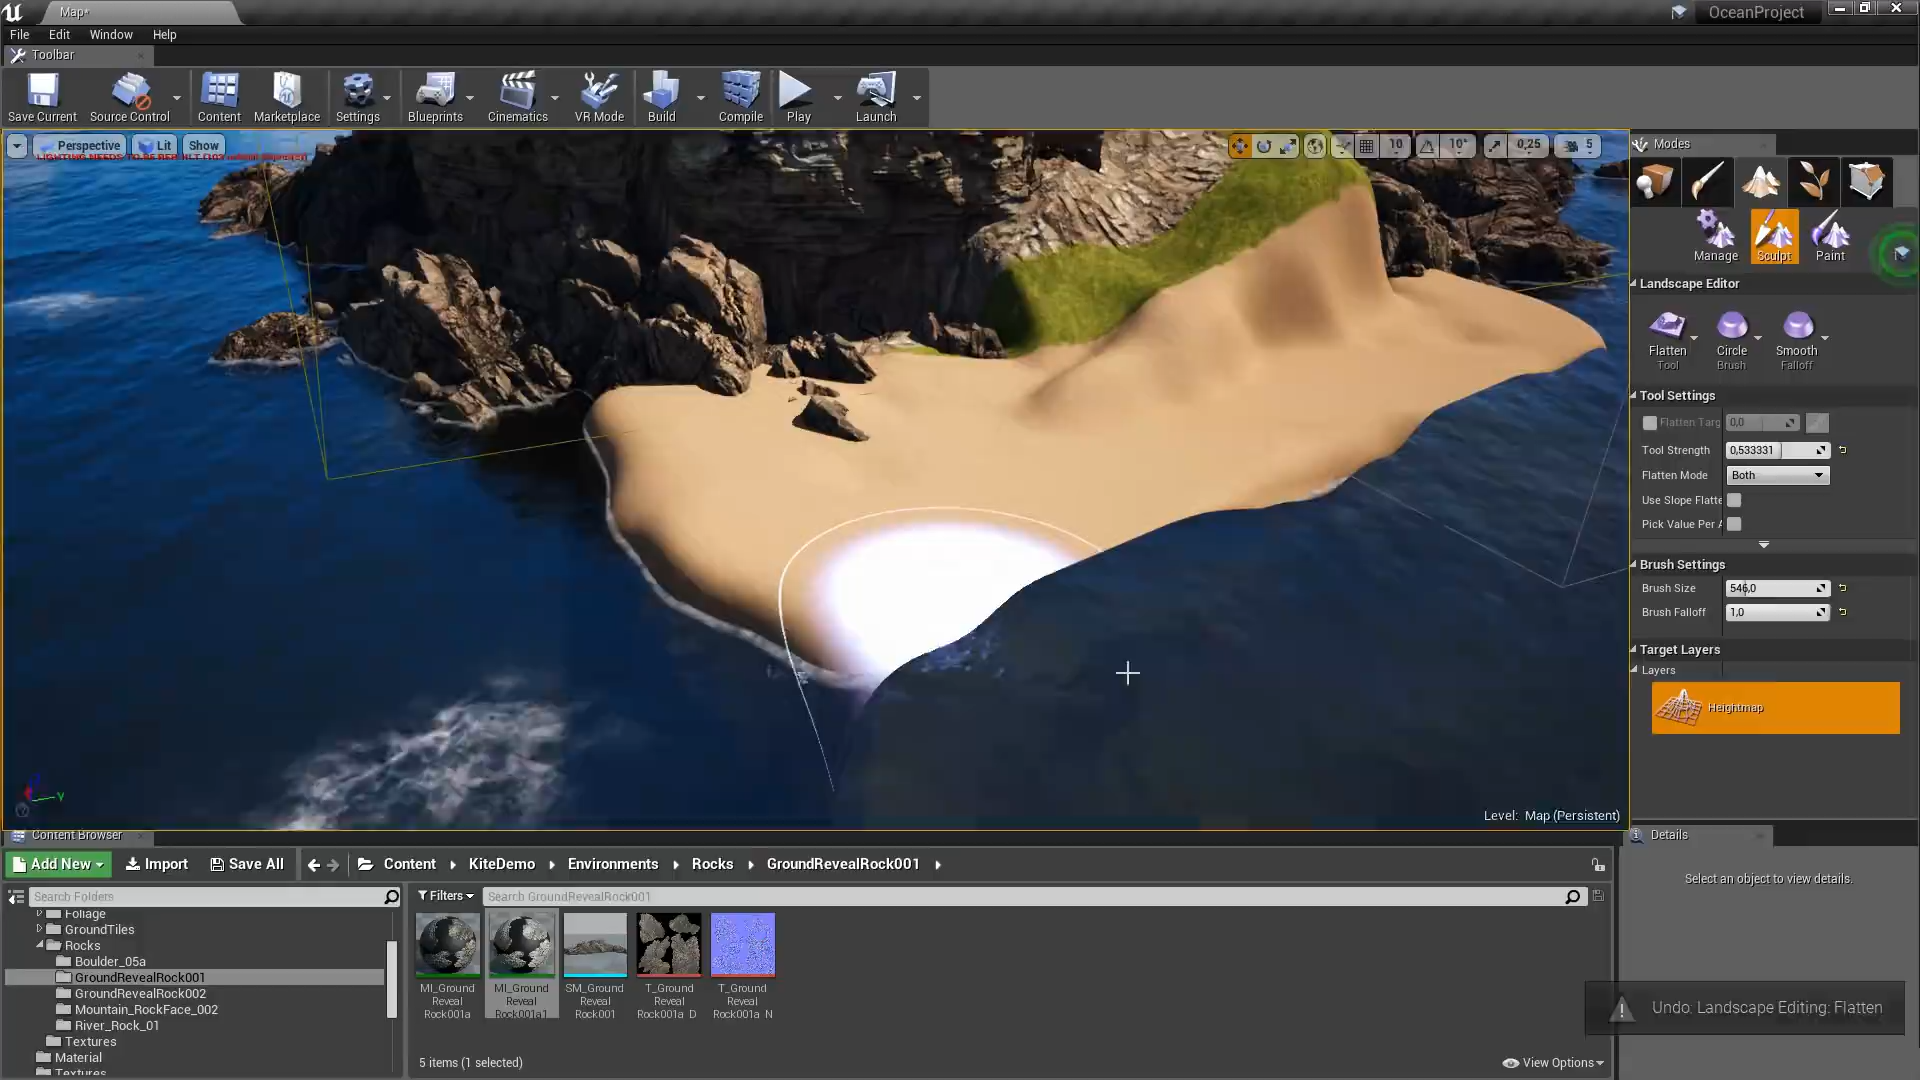 Map*
OceanProject
File Edit Window Help
Toolbar
Save Current Source Control Content Marketplace Settings Blueprints Cinematics VR Mode Build Compile Play Launch
Perspective Lit Show
10 10° 0,25 5
Modes
Manage Sculpt Paint
Landscape Editor
Flatten Circle Smooth
Tool Brush Falloff
Tool Settings
Flatten Targ 0,0
Tool Strength 0,533331
Flatten Mode Both
Use Slope Flatte
Pick Value Per A
Brush Settings
Brush Size 546,0
Brush Falloff 1,0
Target Layers
Layers
Heightmap
Y
Level: Map (Persistent)
Content Browser
Details
Add New Import Save All Content KiteDemo Environments Rocks GroundRevealRock001
Select an object to view details.
Search Folders
Filters Search GroundRevealRock001
Foliage
GroundTiles
Rocks
Boulder_05a
GroundRevealRock001
GroundRevealRock002
Mountain_RockFace_002
River_Rock_01
Textures
Material
Textures
MI_Ground Reveal Rock001a
MI_Ground Reveal Rock001a1
SM_Ground Reveal Rock001
T_Ground Reveal Rock001a_D
T_Ground Reveal Rock001a_N
Undo: Landscape Editing: Flatten
5 items (1 selected)
View Options